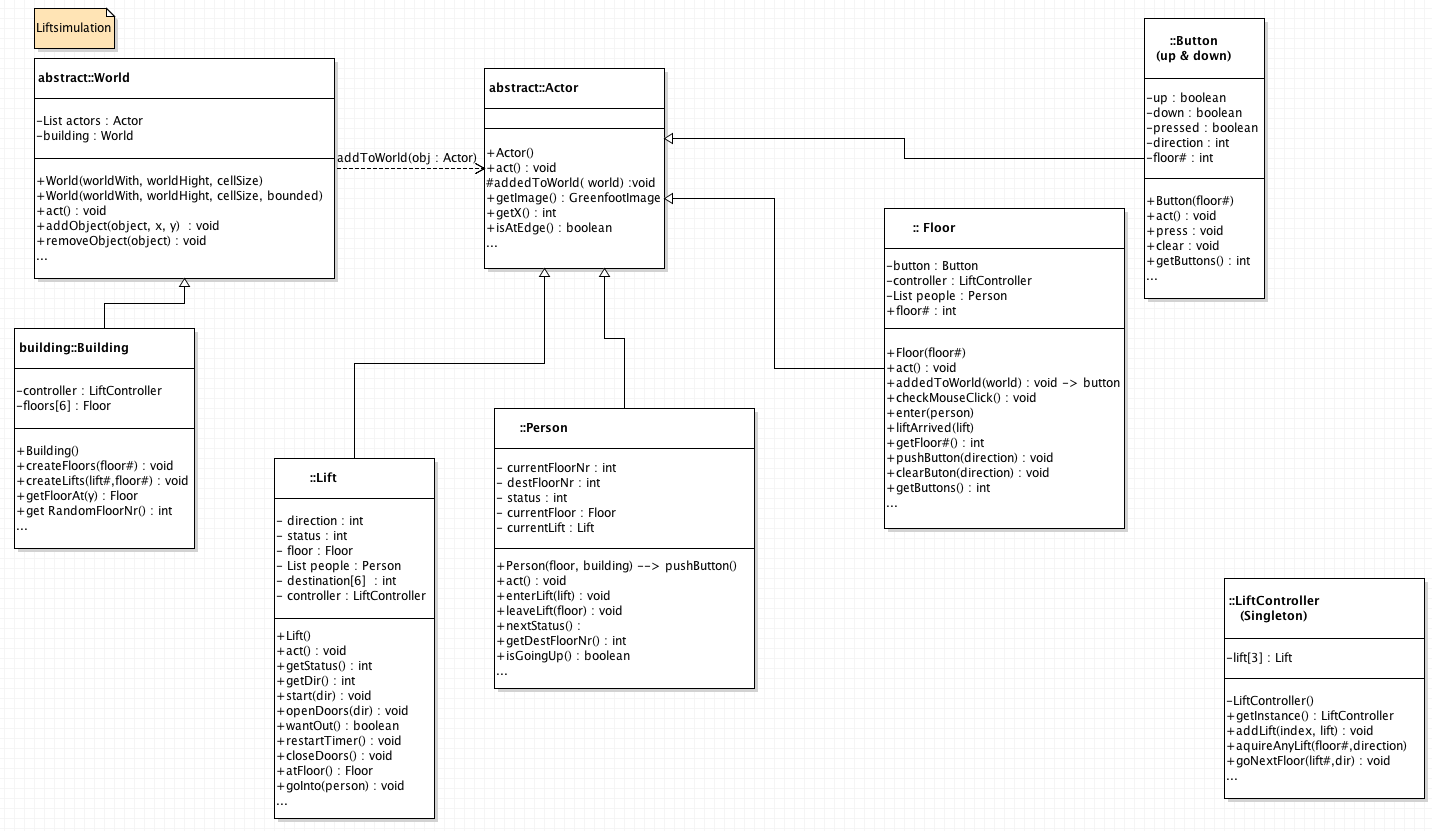 Liftsimulation
abstract::World
-List actors : Actor
-building : World
+World(worldWith, worldHight, cellSize)
+World(worldWith, worldHight, cellSize, bounded)
+act() : void
+addObject(object, x, y)  : void
+removeObject(object) : void
...
addToWorld(obj : Actor)
abstract::Actor
+Actor()
+act() : void
#addedToWorld( world) :void
+getImage() : GreenfootImage
+getX() : int
+isAtEdge() : boolean
...
::Button
(up & down)
-up : boolean
-down : boolean
-pressed : boolean
-direction : int
-floor# : int
+Button(floor#)
+act() : void
+press : void
+clear : void
+getButtons() : int
...
:: Floor
-button : Button
-controller : LiftController
-List people : Person
+floor# : int
+Floor(floor#)
+act() : void
+addedToWorld(world) : void -> button
+checkMouseClick() : void
+enter(person)
+liftArrived(lift)
+getFloor#() : int
+pushButton(direction) : void
+clearButon(direction) : void
+getButtons() : int
...
building::Building
-controller : LiftController
-floors[6] : Floor
+Building()
+createFloors(floor#) : void
+createLifts(lift#,floor#) : void
+getFloorAt(y) : Floor
+get RandomFloorNr() : int
...
::Lift
- direction : int
- status : int
- floor : Floor
- List people : Person
- destination[6]  : int
- controller : LiftController
+Lift()
+act() : void
+getStatus() : int
+getDir() : int
+start(dir) : void
+openDoors(dir) : void
+wantOut() : boolean
+restartTimer() : void
+closeDoors() : void
+atFloor() : Floor
+goInto(person) : void
...
::Person
- currentFloorNr : int
- destFloorNr : int
- status : int
- currentFloor : Floor
- currentLift : Lift
+Person(floor, building) --> pushButton()
+act() : void
+enterLift(lift) : void
+leaveLift(floor) : void
+nextStatus() :
+getDestFloorNr() : int
+isGoingUp() : boolean
...
::LiftController
(Singleton)
-lift[3] : Lift
-LiftController()
+getInstance() : LiftController
+addLift(index, lift) : void
+aquireAnyLift(floor#,direction)
+goNextFloor(lift#,dir) : void
...